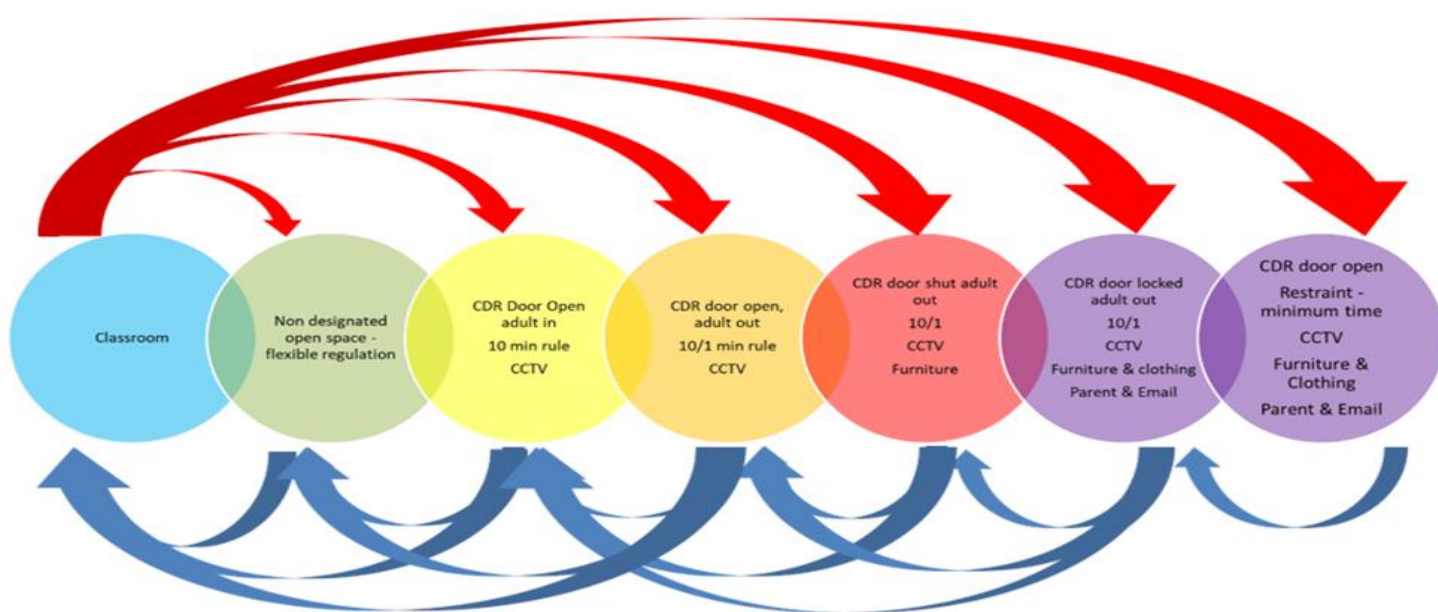 Classroom
Non designated
open space -
flexible regulation
CDR Door Open
adult in
10 min rule
CCTV
CDR door open,
adult out
10/1 min rule
CCTV
CDR door shut adult
out
10/1
CCTV
Furniture
CDR door locked
adult out
10/1
CCTV
Furniture & clothing
Parent & Email
CDR door open
Restraint -
minimum time
CCTV
Furniture &
Clothing
Parent & Email